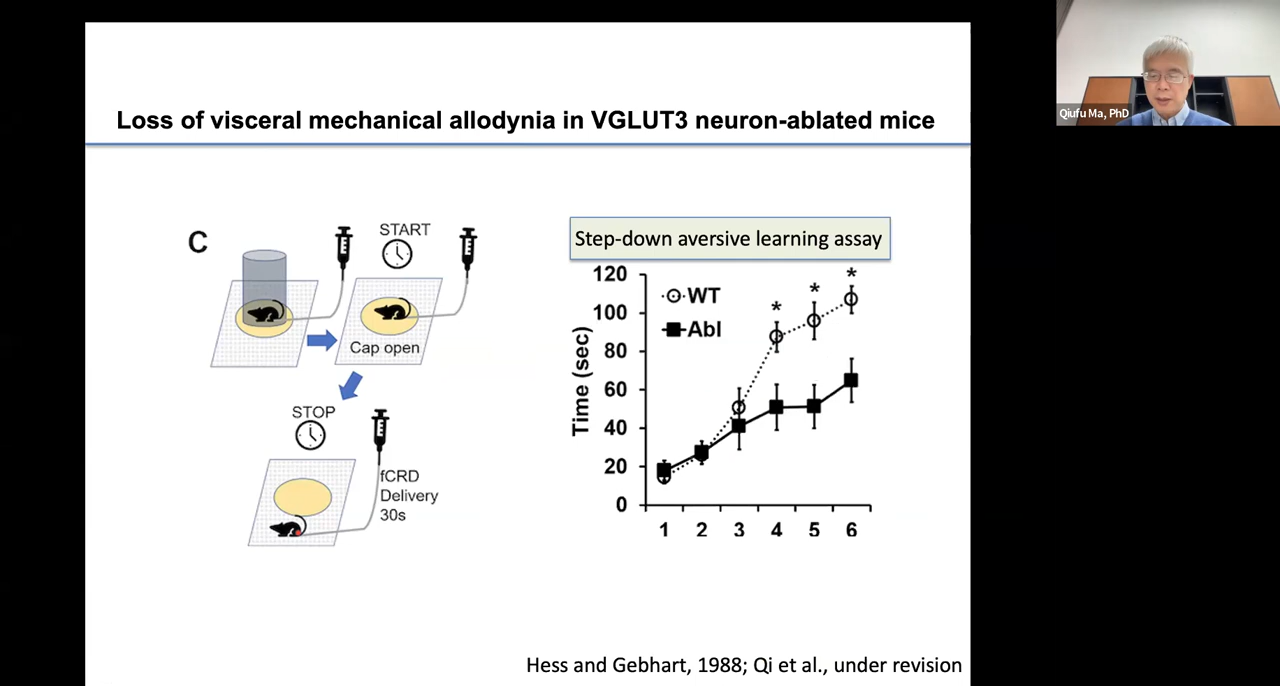 Loss of visceral mechanical allodynia in VGLUT3 neuron-ablated mice
Qiufu Ma, PhD
C
START
Cap open
STOP
fCRD
Delivery
30s
Step-down aversive learning assay
Time (sec)
120
100
80
60
40
20
0
WT
Abl
*
*
*
1 2 3 4 5 6
Hess and Gebhart, 1988; Qi et al., under revision